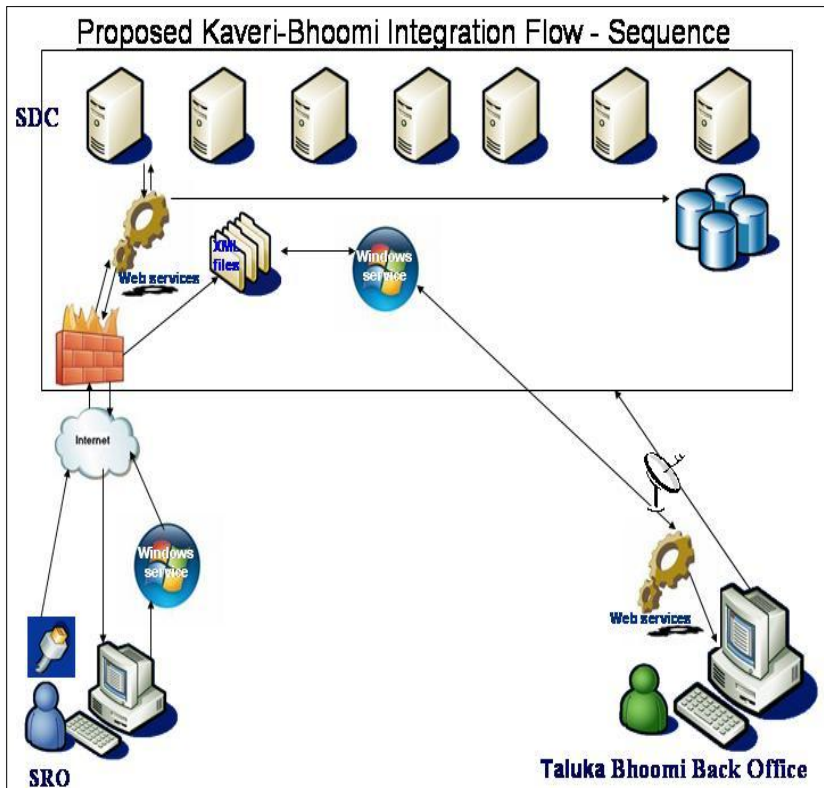 Proposed Kaveri-Bhoomi Integration Flow - Sequence
SDC
XML
files
Windows
service
Web services
Internet
Windows
service
Web services
SRO
Taluka Bhoomi Back Office